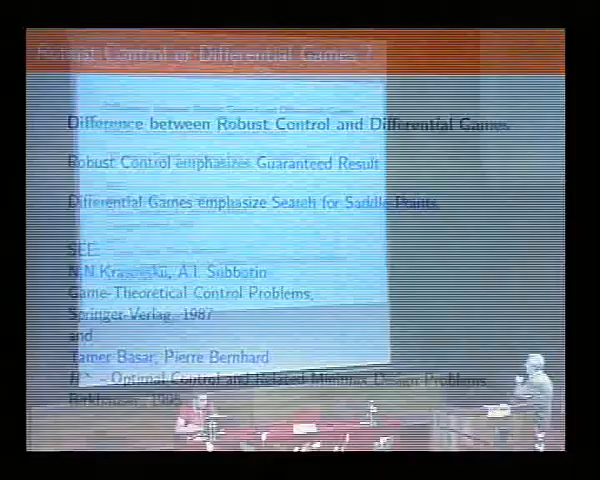 Robust Control or Differential Games ?
Difference between Robust Control and Differential Games
Robust Control emphasizes Guaranteed Result
Differential Games emphasize Search for Saddle Points.
SEE:
N.N.Krasovskii, A.I. Subbotin
Game-Theoretical Control Problems,
Springer-Verlag, 1987
and
Tamer Basar, Pierre Bernhard
- Optimal Control and Related Minimax Design Problems,
Birkhauser, 1995